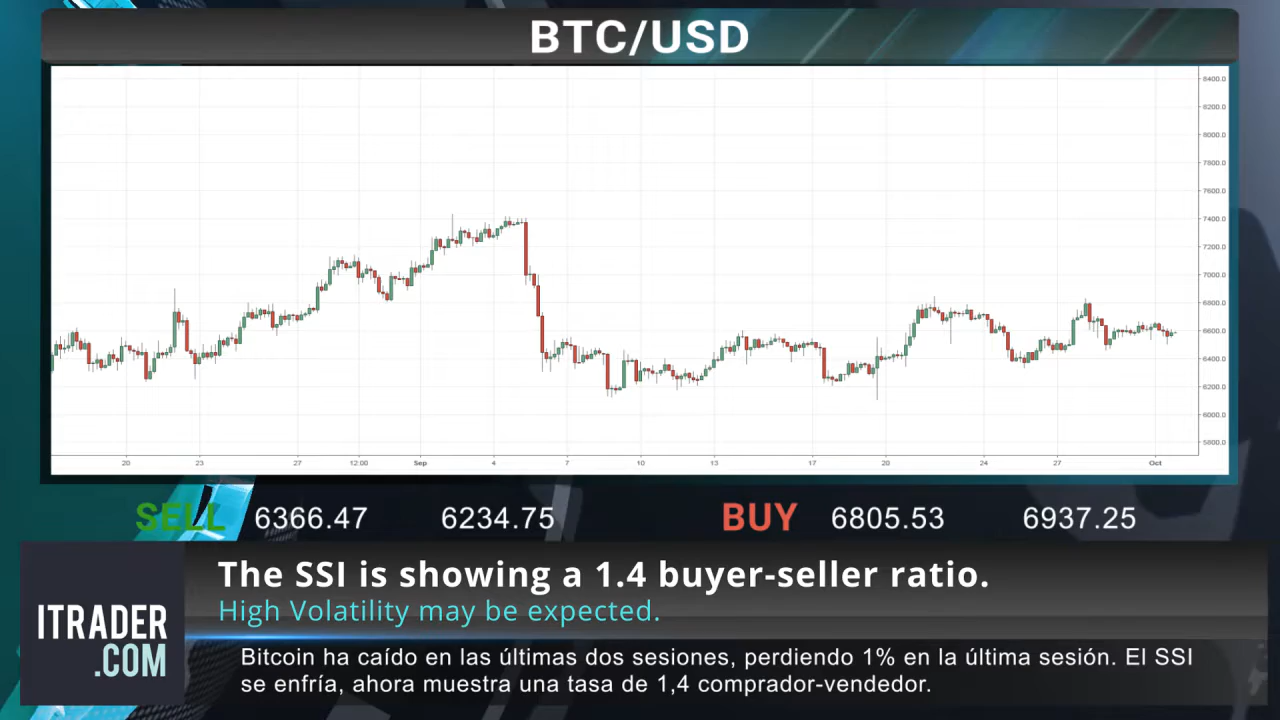 BTC/USD
8400.0
8200.0
8000.0
7800.0
7600.0
7400.0
7200.0
7000.0
6800.0
6600.0
6400.0
6200.0
6000.0
5800.0
20 23 27 12:00 Sep 4 7 10 13 17 20 24 27 Oct
SELL 6366.47 6234.75 BUY 6805.53 6937.25
The SSI is showing a 1.4 buyer-seller ratio.
High Volatility may be expected.
ITRADER
.COM
Bitcoin ha caído en las últimas dos sesiones, perdiendo 1% en la última sesión. El SSI
se enfría, ahora muestra una tasa de 1,4 comprador-vendedor.